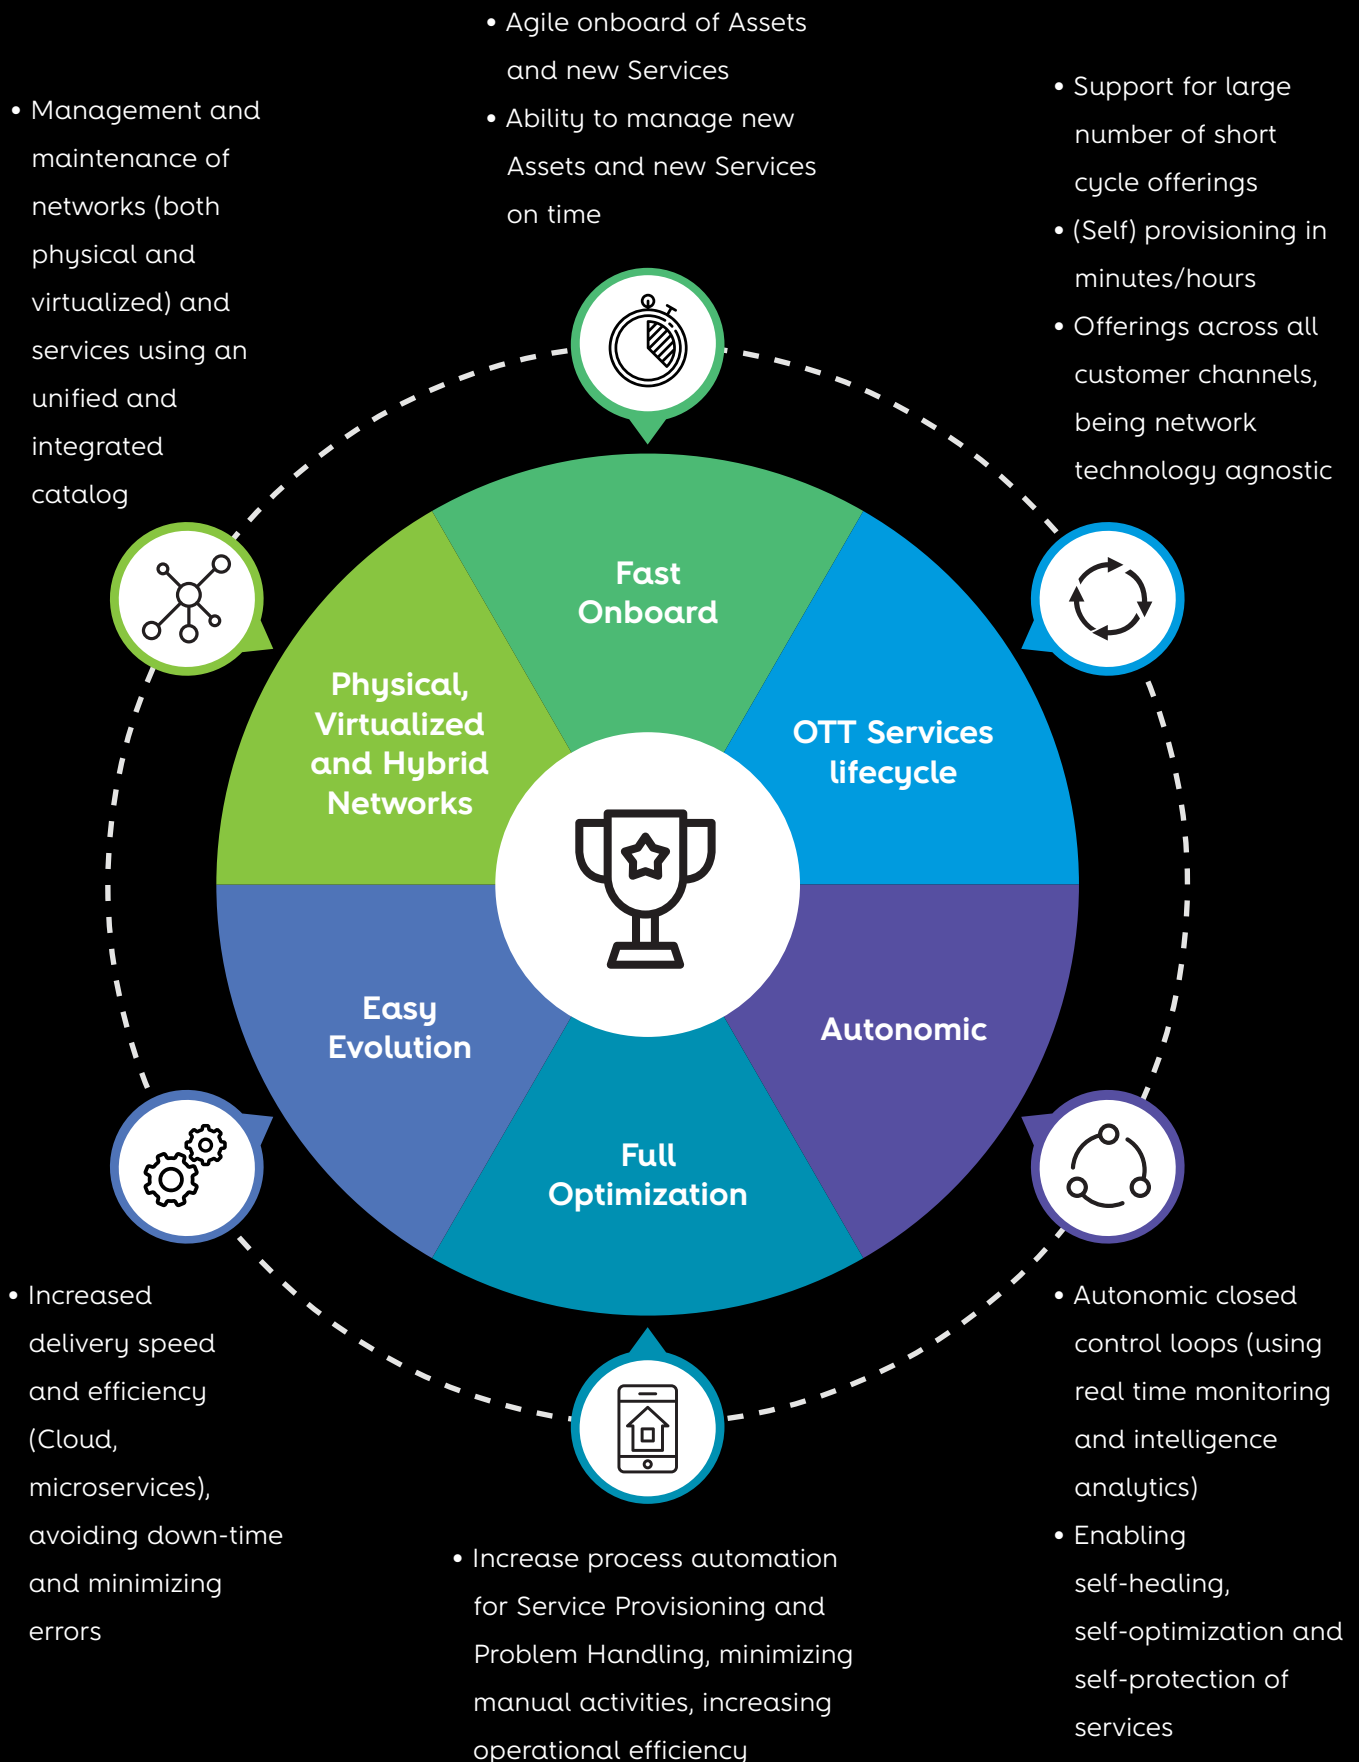 • Agile onboard of Assets
and new Services
• Ability to manage new
Assets and new Services
on time
• Support for large
number of short
cycle offerings
• (Self) provisioning in
minutes/hours
• Offerings across all
customer channels,
being network
technology agnostic
• Management and
maintenance of
networks (both
physical and
virtualized) and
services using an
unified and
integrated
catalog
Fast
Onboard
Physical,
Virtualized
and Hybrid
Networks
OTT Services
lifecycle
Easy
Evolution
Autonomic
Full
Optimization
• Increased
delivery speed
and efficiency
(Cloud,
microservices),
avoiding down-time
and minimizing
errors
• Increase process automation
for Service Provisioning and
Problem Handling, minimizing
manual activities, increasing
operational efficiency
• Autonomic closed
control loops (using
real time monitoring
and intelligence
analytics)
• Enabling
self-healing,
self-optimization and
self-protection of
services